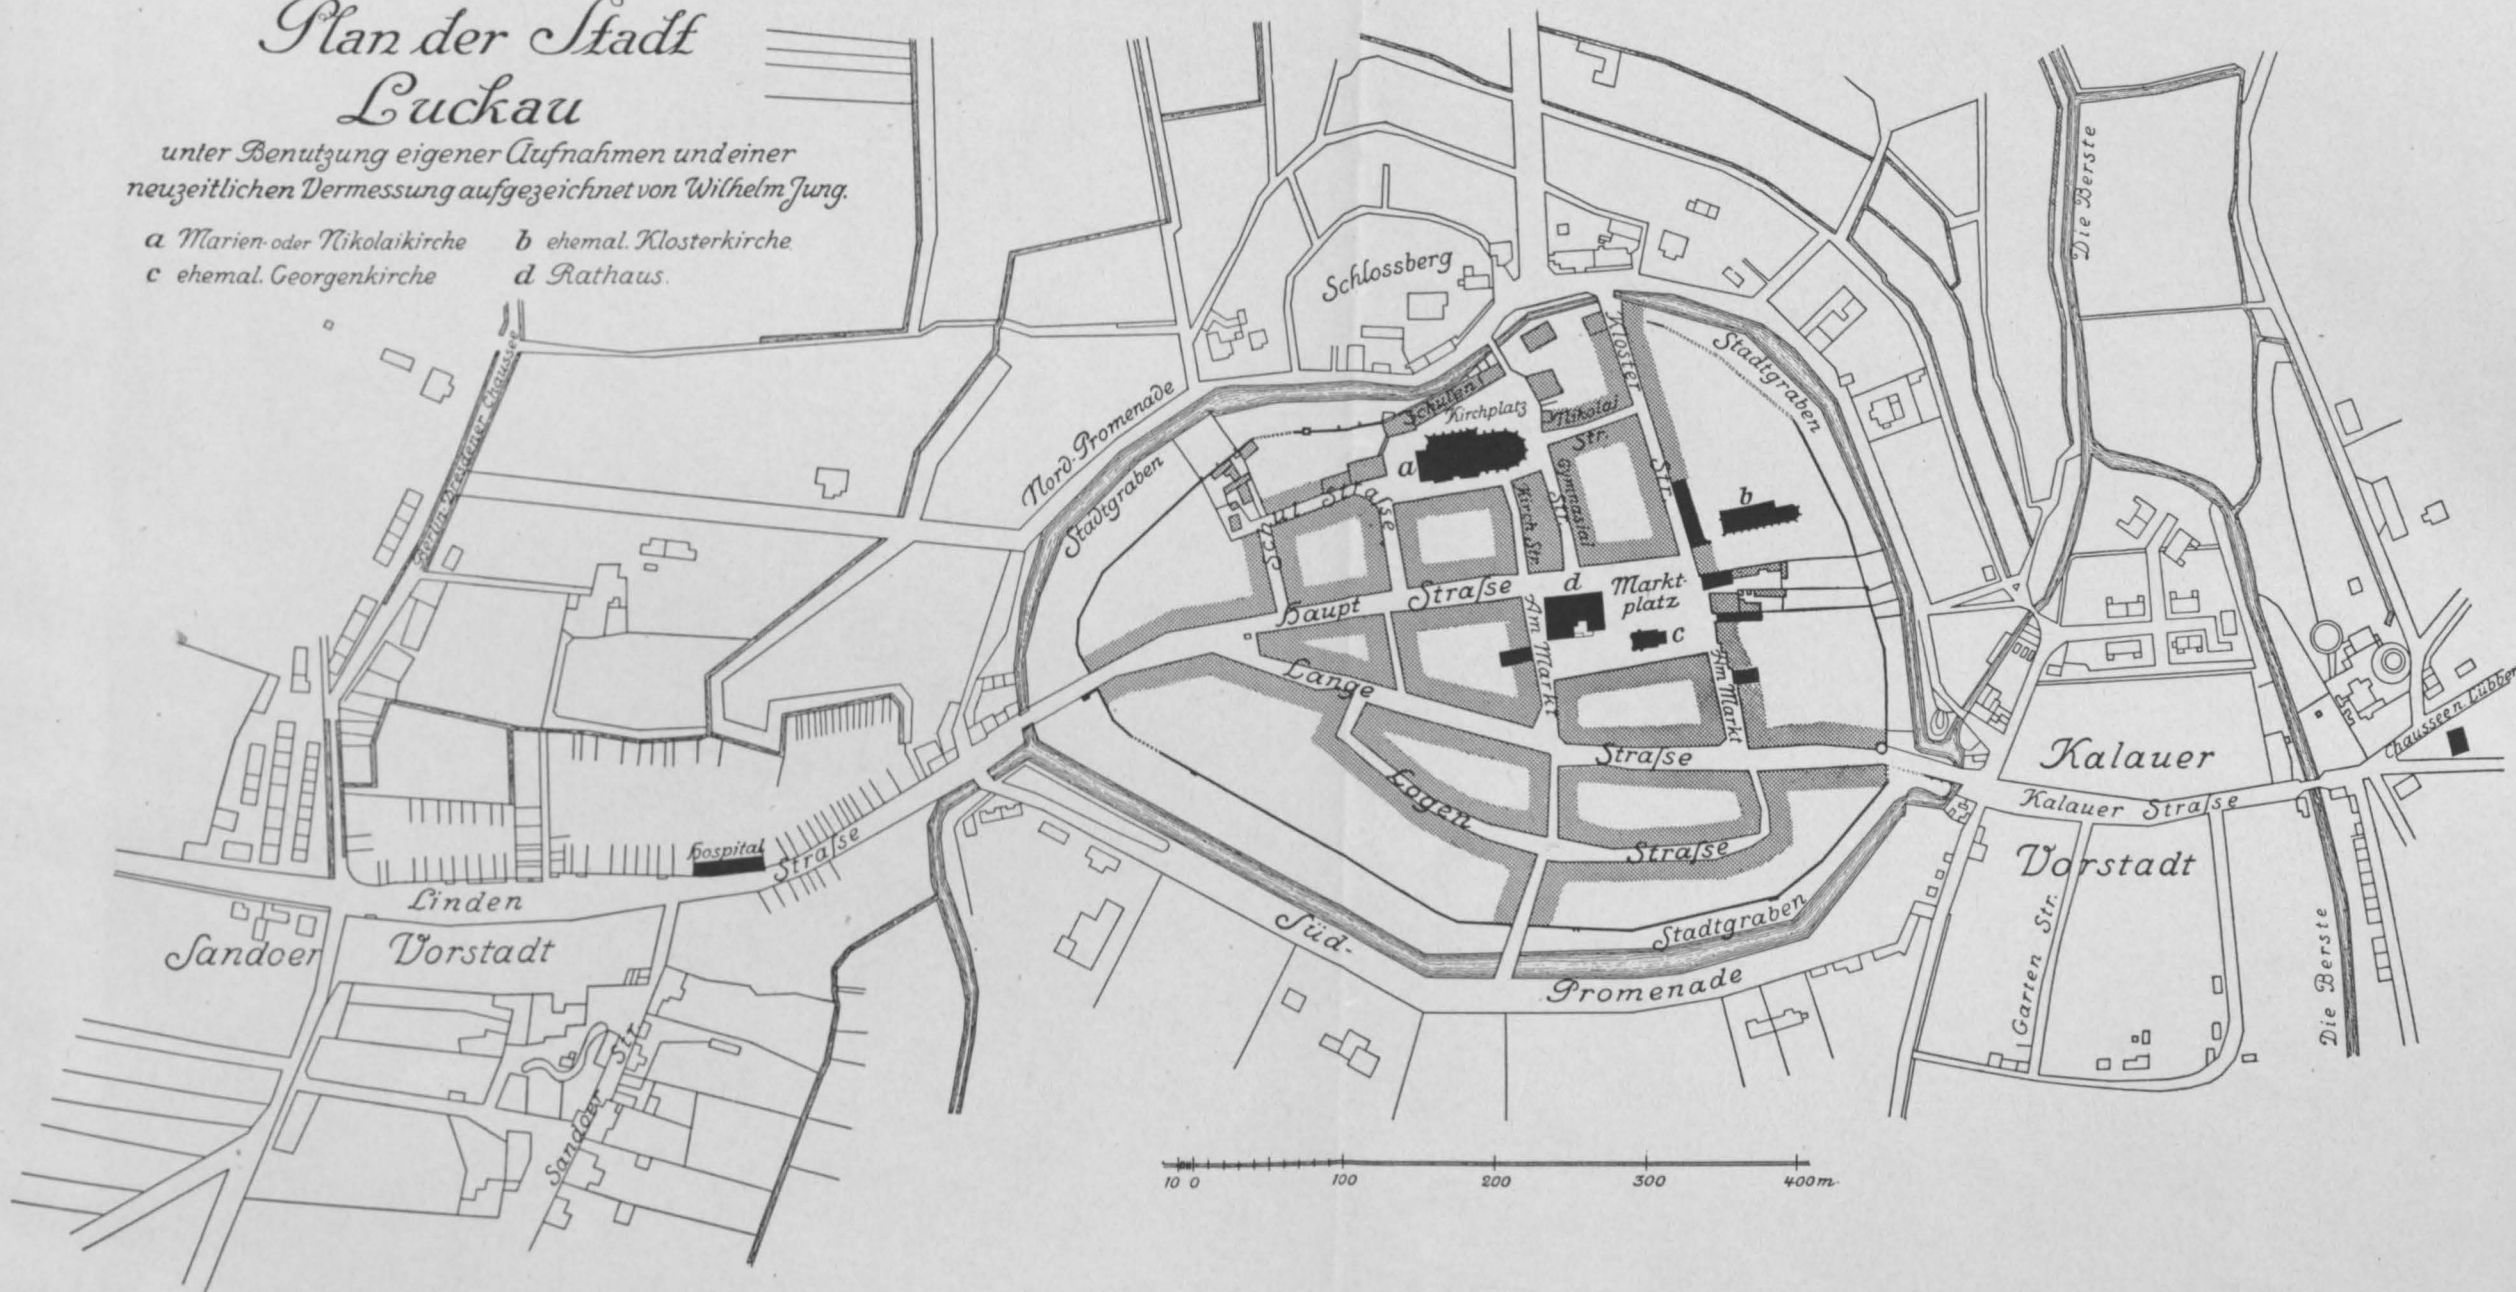 Plan der Stadt
Luckau
unter Benutzung eigener Aufnahmen und einer
neuzeitlichen Vermessung aufgezeichnet von Wilhelm Jung.
a Marien- oder Nikolaikirche b ehemal. Klosterkirche
c ehemal. Georgenkirche d Rathaus.
Berlin-Dresdener Chaussee
Nord-Promenade
Stadtgraben
Schlossberg
Schulen
Kirchplatz
Kloster
Str.
Nikolai
Str.
Stadtgraben
Die Berste
a
b
Gymnasial
Str.
Kirch Str.
Strasse
Haupt Straſse
d
Markt-
platz
c
Am Markt
Am Markt
Lange
Straſse
Logen
Straſse
Stadtgraben
Süd-
Promenade
Hospital
Linden
Straſse
Sandoer Vorstadt
Sandoer Str.
Kalauer
Kalauer Straſse
Vorstadt
Garten Str.
Die Berste
Chaussee n. Lübben
10 0 100 200 300 400 m.